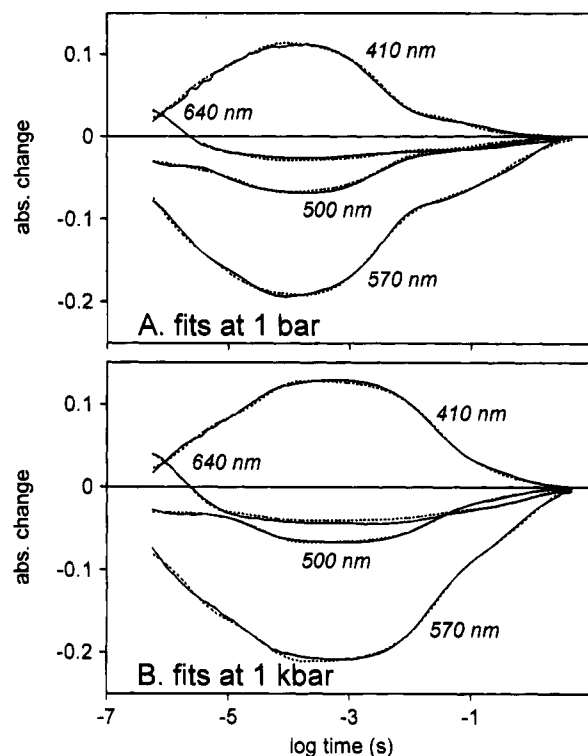 0.1
410 nm
640 nm
0
abs. change
-0.1
500 nm
570 nm
-0.2
A. fits at 1 bar
0.1
410 nm
640 nm
0
abs. change
500 nm
-0.1
570 nm
-0.2
B. fits at 1 kbar
-7 -5 -3 -1
log time (s)